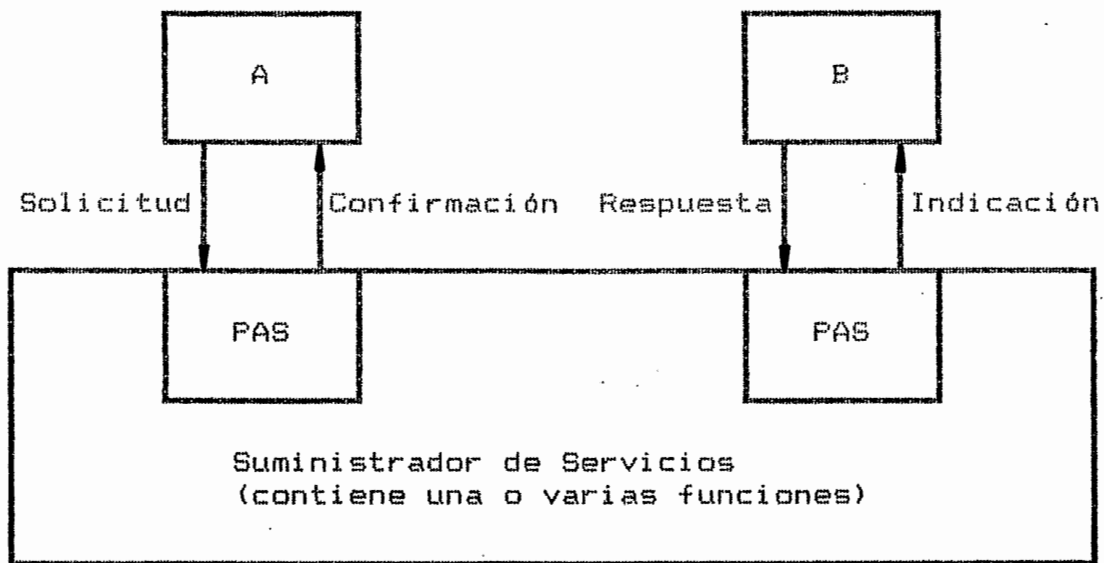 A
B
Solicitud
Confirmación
Respuesta
Indicación
PAS
PAS
Suministrador de Servicios
(contiene una o varias funciones)